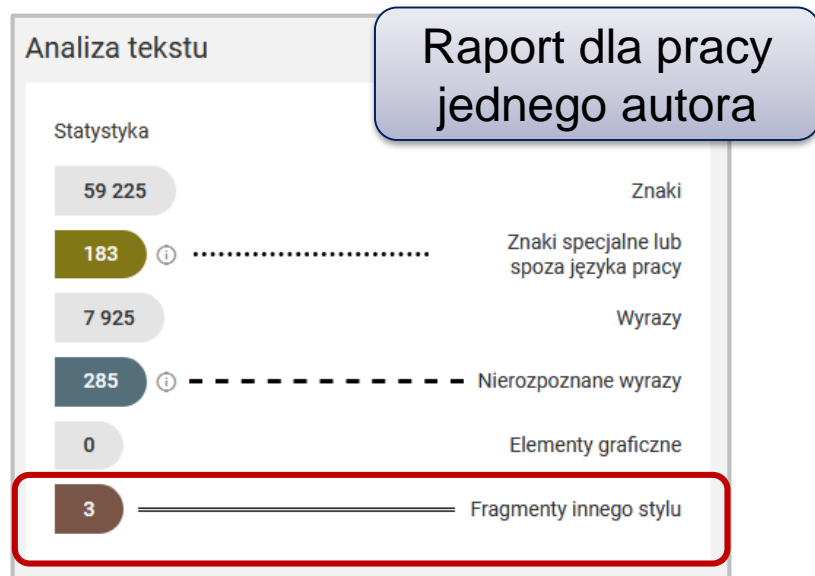 Analiza tekstu
Raport dla pracy
jednego autora
Statystyka
59 225 Znaki
183 Znaki specjalne lub
spoza języka pracy
7 925 Wyrazy
285 Nierozpoznane wyrazy
0 Elementy graficzne
3 Fragmenty innego stylu